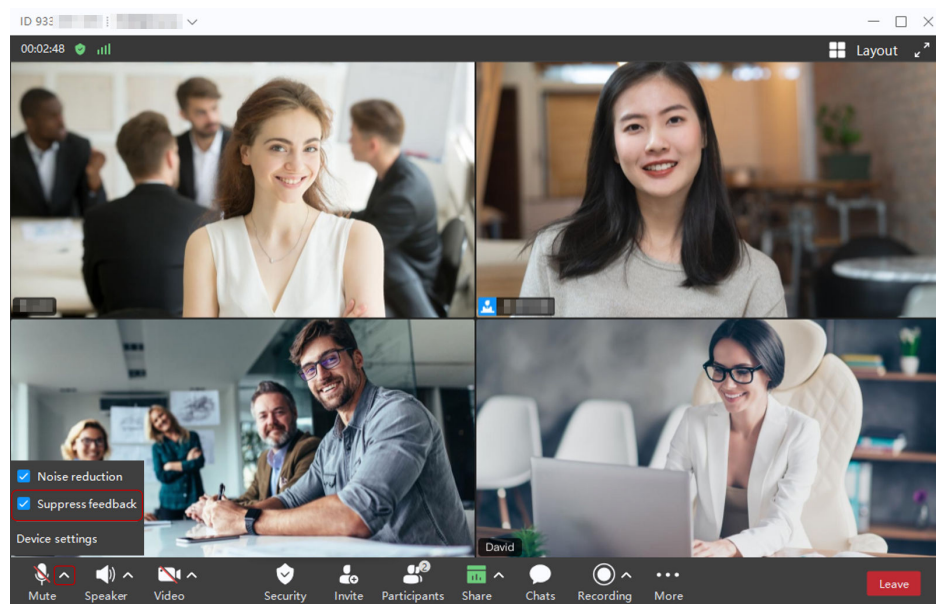 ID 933
00:02:48
Layout
David
Noise reduction
Suppress feedback
Device settings
Mute
Speaker
Video
Security
Invite
2
Participants
Share
Chats
Recording
More
Leave